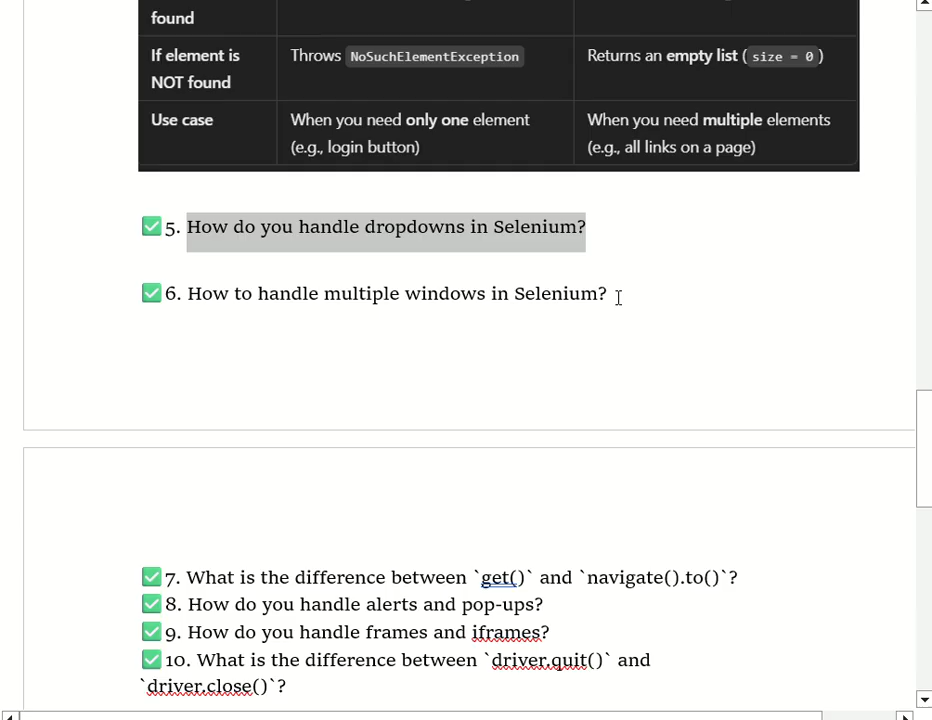 found
If element is Throws NoSuchElementException Returns an empty list ( size = 0 )
NOT found
Use case When you need only one element When you need multiple elements
(e.g., login button) (e.g., all links on a page)
✅ 5. How do you handle dropdowns in Selenium?
✅ 6. How to handle multiple windows in Selenium?
✅ 7. What is the difference between `get()` and `navigate().to()`?
✅ 8. How do you handle alerts and pop-ups?
✅ 9. How do you handle frames and iframes?
✅ 10. What is the difference between `driver.quit()` and
`driver.close()`?